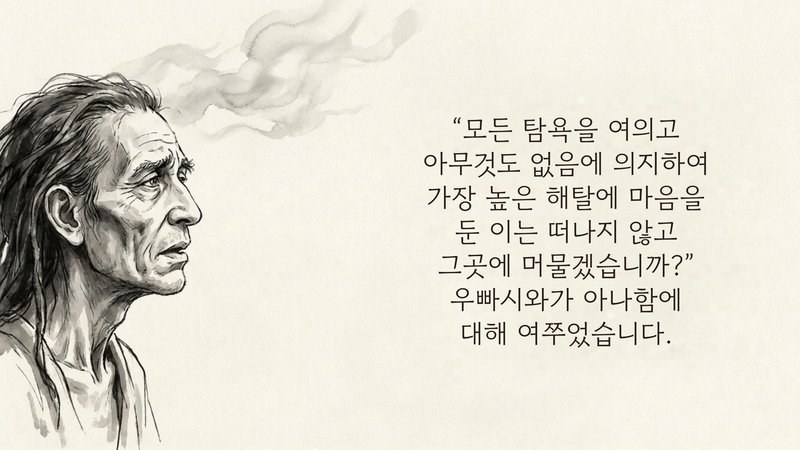 “모든 탐욕을 여의고
아무것도 없음에 의지하여
가장 높은 해탈에 마음을
둔 이는 떠나지 않고
그곳에 머물겠습니까?”
우빠시와가 아나함에
대해 여쭈었습니다.